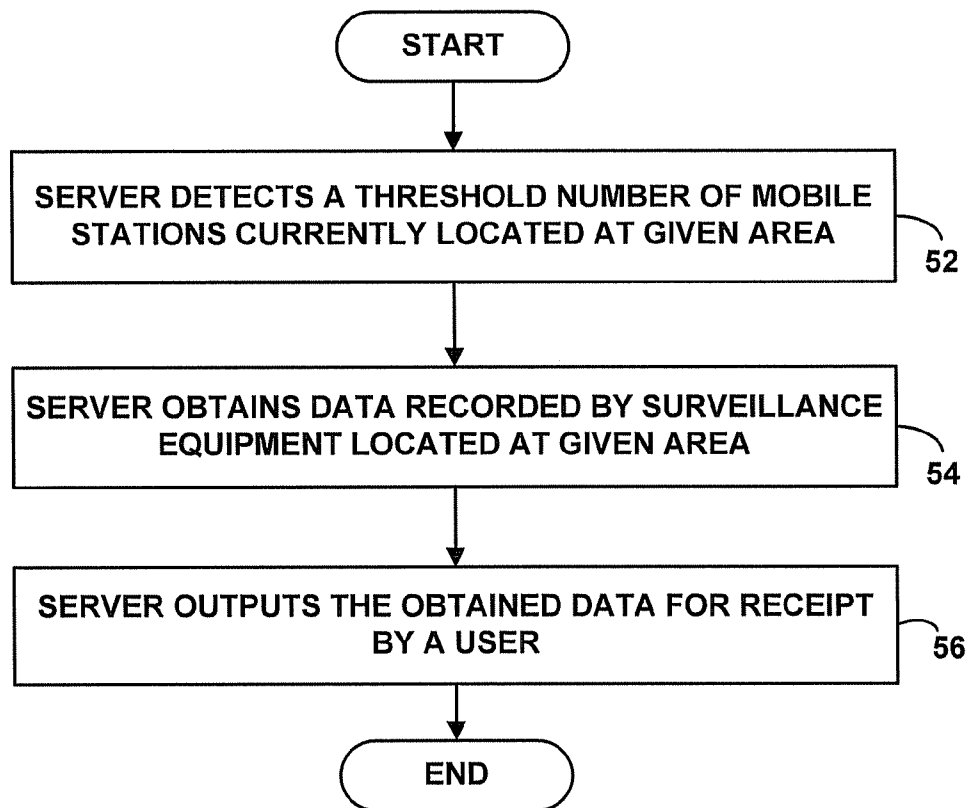 START
SERVER DETECTS A THRESHOLD NUMBER OF MOBILE
STATIONS CURRENTLY LOCATED AT GIVEN AREA
52
SERVER OBTAINS DATA RECORDED BY SURVEILLANCE
EQUIPMENT LOCATED AT GIVEN AREA
54
SERVER OUTPUTS THE OBTAINED DATA FOR RECEIPT
BY A USER
56
END